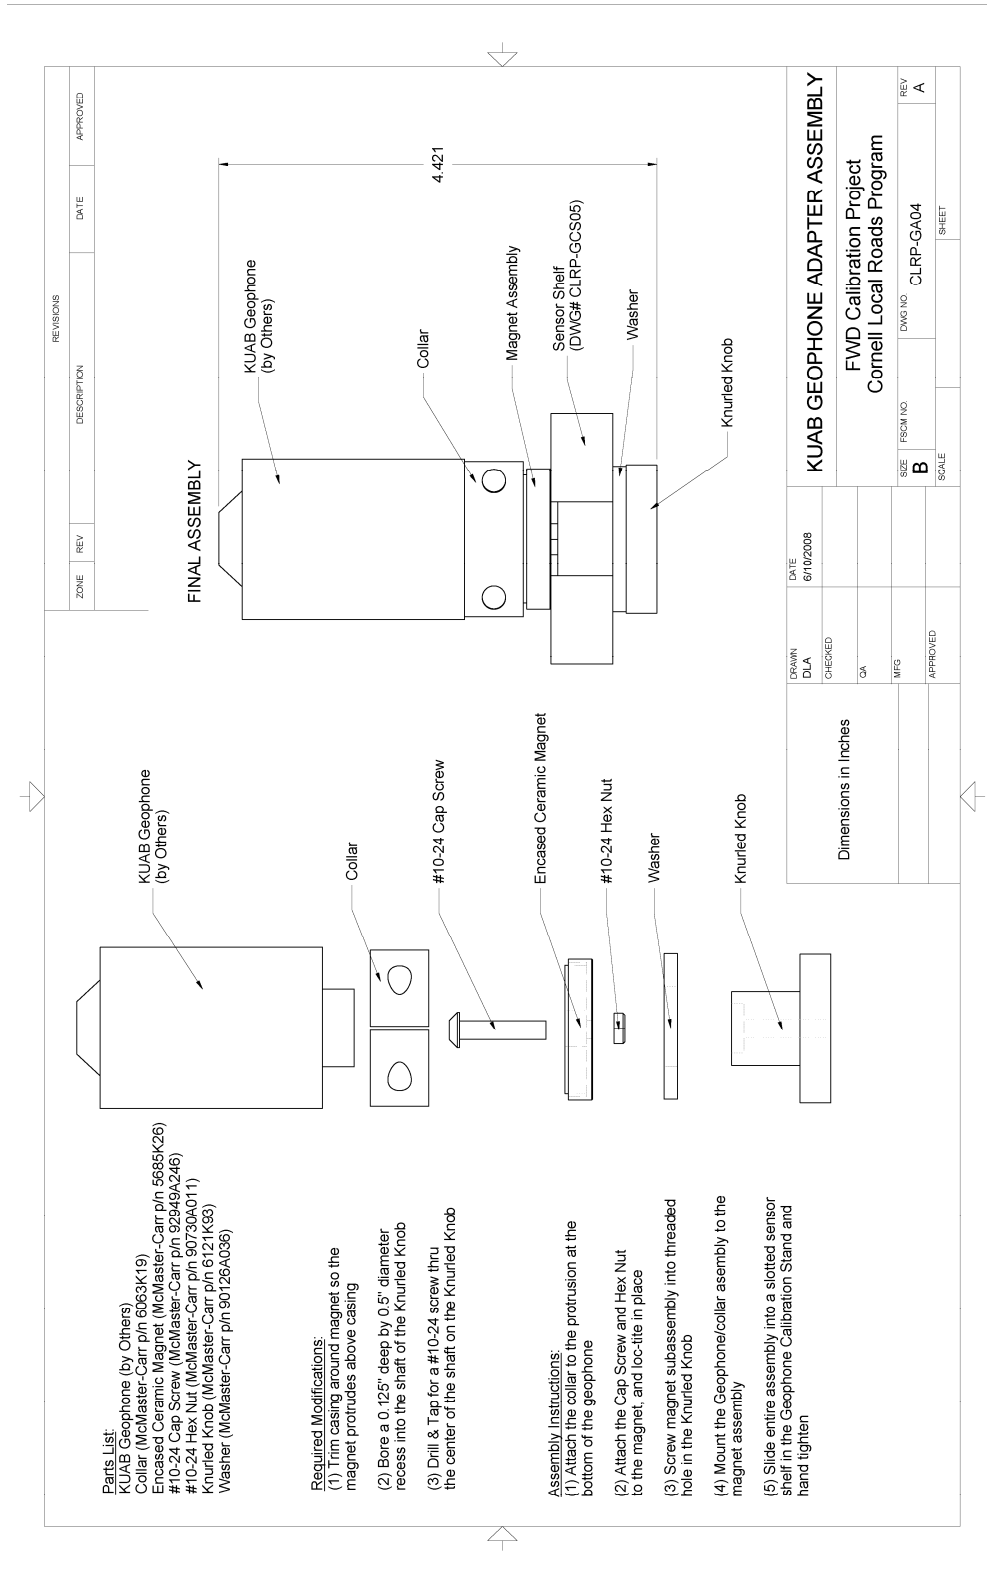 Parts List:
KUAB Geophone (by Others)
Collar (McMaster-Carr p/n 6063K19)
Encased Ceramic Magnet (McMaster-Carr p/n 5685K26)
#10-24 Cap Screw (McMaster-Carr p/n 92949A246)
#10-24 Hex Nut (McMaster-Carr p/n 90730A011)
Knurled Knob (McMaster-Carr p/n 6121K93)
Washer (McMaster-Carr p/n 90126A036)
Required Modifications:
(1) Trim casing around magnet so the
magnet protrudes above casing
(2) Bore a 0.125" deep by 0.5" diameter
recess into the shaft of the Knurled Knob
(3) Drill & Tap for a #10-24 screw thru
the center of the shaft on the Knurled Knob
Assembly Instructions:
(1) Attach the collar to the protrusion at the
bottom of the geophone
(2) Attach the Cap Screw and Hex Nut
to the magnet, and loc-tite in place
(3) Screw magnet subassembly into threaded
hole in the Knurled Knob
(4) Mount the Geophone/collar asembly to the
magnet assembly
(5) Slide entire assembly into a slotted sensor
shelf in the Geophone Calibration Stand and
hand tighten
KUAB Geophone
(by Others)
Collar
#10-24 Cap Screw
Encased Ceramic Magnet
#10-24 Hex Nut
Washer
Knurled Knob
FINAL ASSEMBLY
KUAB Geophone
(by Others)
Collar
Magnet Assembly
Sensor Shelf
(DWG# CLRP-GCS05)
Washer
Knurled Knob
4.421
REVISIONS
ZONE
REV
DESCRIPTION
DATE
APPROVED
Dimensions in Inches
DRAWN
DLA
DATE
6/10/2008
CHECKED
QA
MFG
APPROVED
KUAB GEOPHONE ADAPTER ASSEMBLY
FWD Calibration Project
Cornell Local Roads Program
SIZE
B
FSCM NO.
DWG NO.
CLRP-GA04
REV
A
SCALE
SHEET